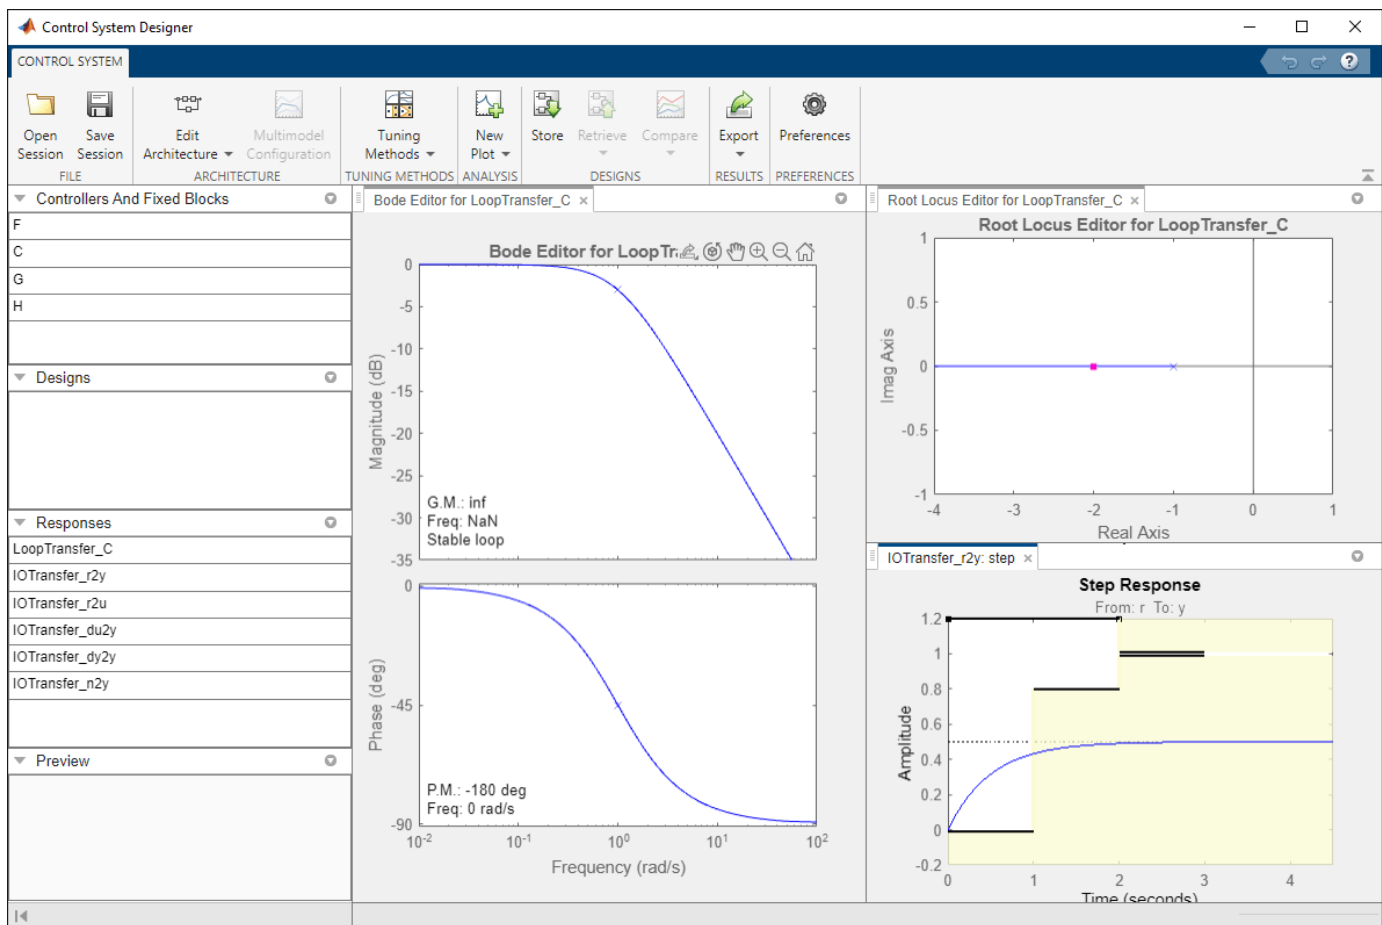 Control System Designer
CONTROL SYSTEM
?
Open Session
Save Session
Edit Architecture
Multimodel Configuration
Tuning Methods
New Plot
Store
Retrieve
Compare
Export
Preferences
FILE
ARCHITECTURE
TUNING METHODS
ANALYSIS
DESIGNS
RESULTS
PREFERENCES
Controllers And Fixed Blocks
F
C
G
H
Designs
Responses
LoopTransfer_C
IOTransfer_r2y
IOTransfer_r2u
IOTransfer_du2y
IOTransfer_dy2y
IOTransfer_n2y
Preview
Bode Editor for LoopTransfer_C
Bode Editor for LoopTr
Magnitude (dB)
0
-5
-10
-15
-20
-25
-30
-35
G.M.: inf
Freq: NaN
Stable loop
Phase (deg)
0
-45
-90
P.M.: -180 deg
Freq: 0 rad/s
10^-2 10^-1 10^0 10^1 10^2
Frequency (rad/s)
Root Locus Editor for LoopTransfer_C
Root Locus Editor for LoopTransfer_C
Imag Axis
1
0.5
0
-0.5
-1
-4 -3 -2 -1 0 1
Real Axis
IOTransfer_r2y: step
Step Response
From: r To: y
Amplitude
1.2
1
0.8
0.6
0.4
0.2
0
-0.2
0 1 2 3 4
Time (seconds)